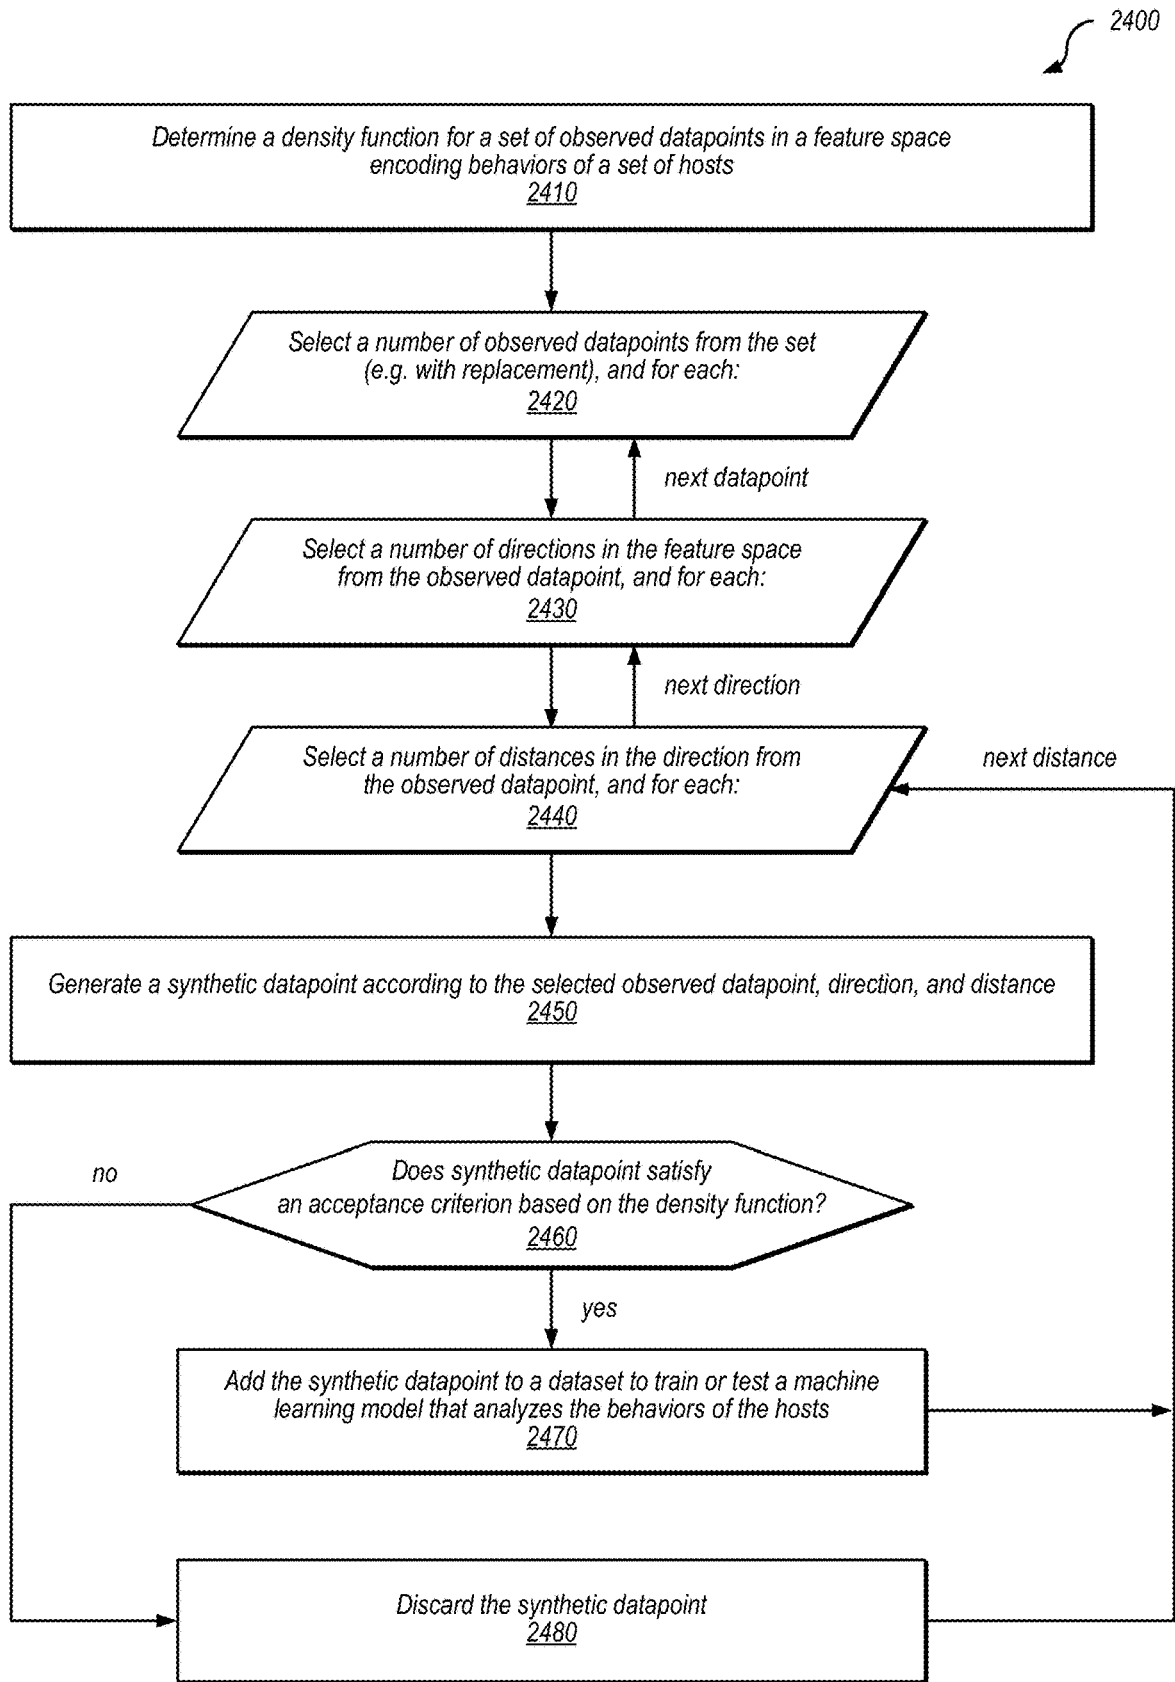 2400
Determine a density function for a set of observed datapoints in a feature space
encoding behaviors of a set of hosts
2410
Select a number of observed datapoints from the set
(e.g. with replacement), and for each:
2420
next datapoint
Select a number of directions in the feature space
from the observed datapoint, and for each:
2430
next direction
Select a number of distances in the direction from
the observed datapoint, and for each:
2440
next distance
Generate a synthetic datapoint according to the selected observed datapoint, direction, and distance
2450
no
Does synthetic datapoint satisfy
an acceptance criterion based on the density function?
2460
yes
Add the synthetic datapoint to a dataset to train or test a machine
learning model that analyzes the behaviors of the hosts
2470
Discard the synthetic datapoint
2480